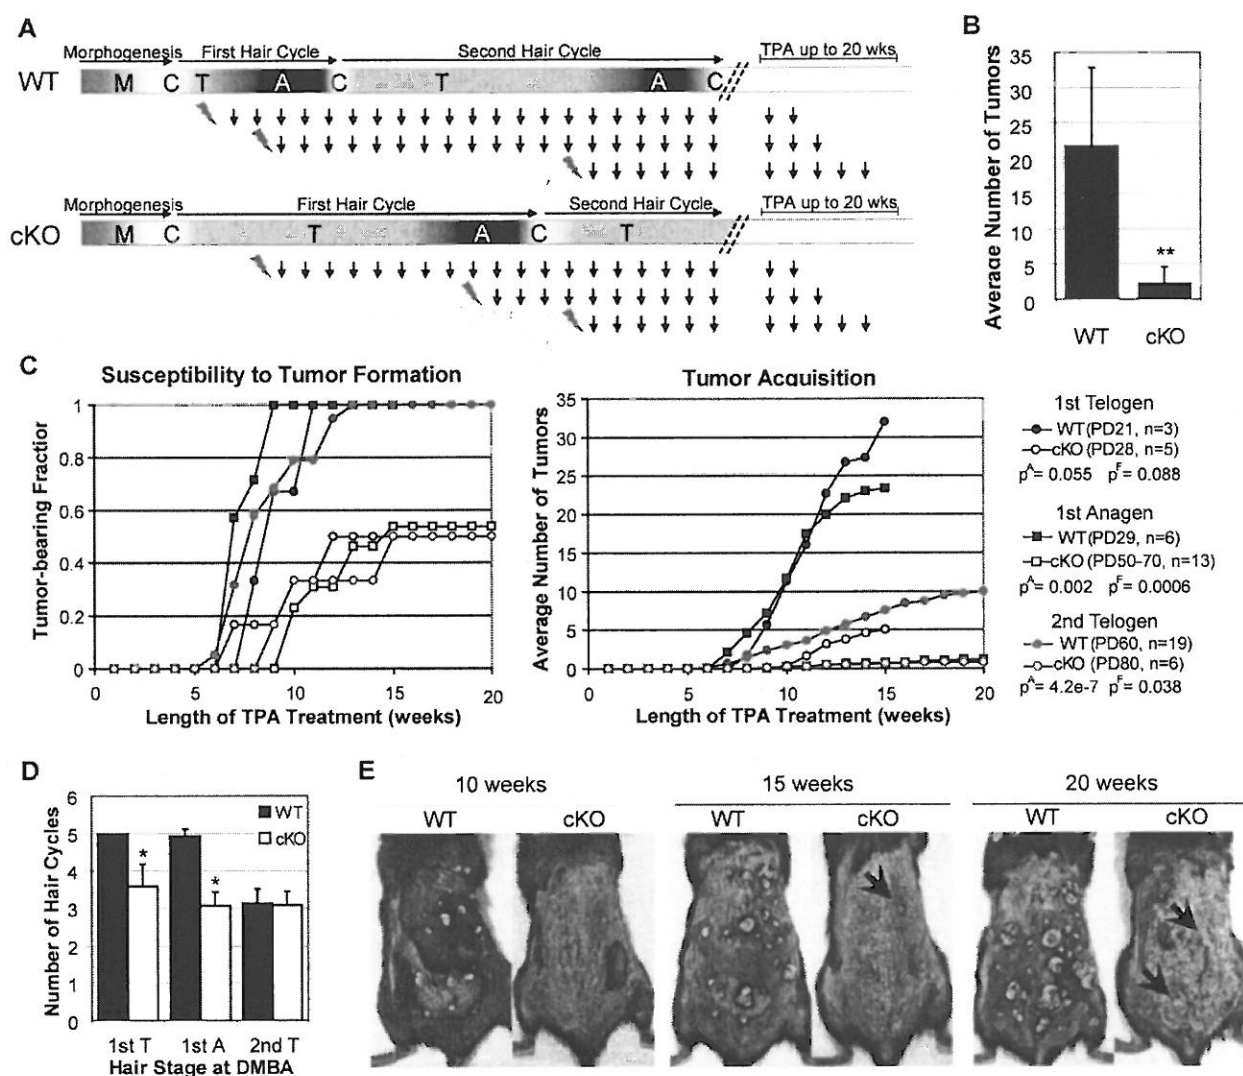 A
Morphogenesis First Hair Cycle Second Hair Cycle TPA up to 20 wks
WT M C T A C T A C
Morphogenesis First Hair Cycle Second Hair Cycle TPA up to 20 wks
cKO M C T A C T
B
Average Number of Tumors
35
30
25
20
15
10
5
0
**
WT cKO
C
Susceptibility to Tumor Formation
Tumor-bearing Fractior
1
0.8
0.6
0.4
0.2
0
0 5 10 15 20
Length of TPA Treatment (weeks)
Tumor Acquisition
Average Number of Tumors
35
30
25
20
15
10
5
0
0 5 10 15 20
Length of TPA Treatment (weeks)
1st Telogen
WT (PD21, n=3)
cKO (PD28, n=5)
pA= 0.055 pF= 0.088
1st Anagen
WT (PD29, n=6)
cKO (PD50-70, n=13)
pA= 0.002 pF= 0.0006
2nd Telogen
WT (PD60, n=19)
cKO (PD80, n=6)
pA= 4.2e-7 pF= 0.038
D
Number of Hair Cycles
6
5
4
3
2
1
0
WT
cKO
*
*
1st T 1st A 2nd T
Hair Stage at DMBA
E
10 weeks 15 weeks 20 weeks
WT cKO WT cKO WT cKO